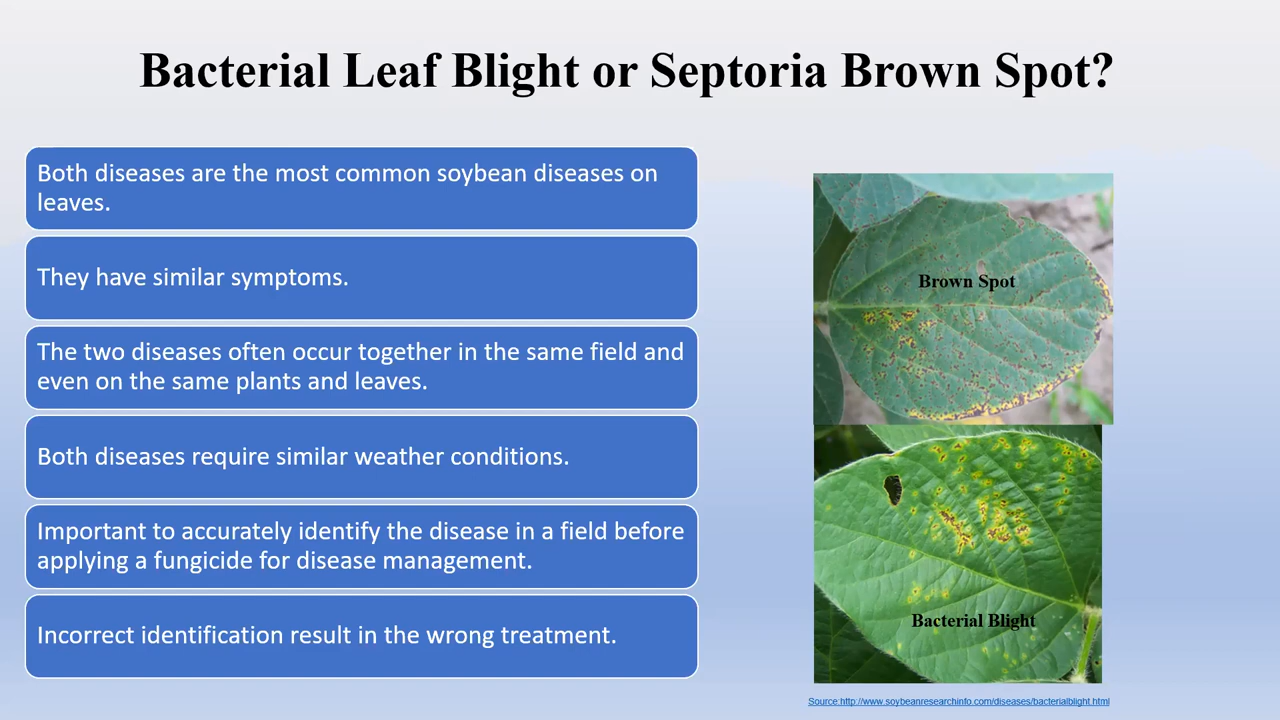 Bacterial Leaf Blight or Septoria Brown Spot?
Both diseases are the most common soybean diseases on
leaves.
They have similar symptoms.
The two diseases often occur together in the same field and
even on the same plants and leaves.
Both diseases require similar weather conditions.
Important to accurately identify the disease in a field before
applying a fungicide for disease management.
Incorrect identification result in the wrong treatment.
Brown Spot
Bacterial Blight
Source:http://www.soybeanresearchinfo.com/diseases/bacterialblight.html